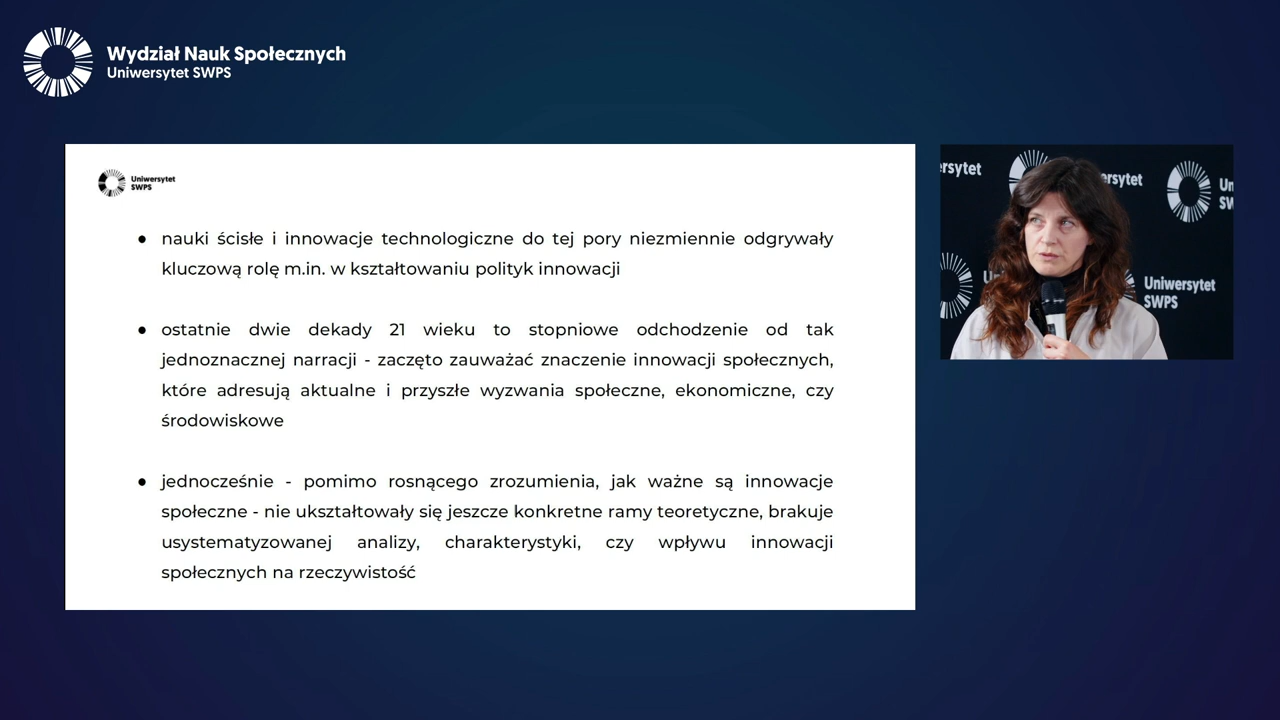 Wydział Nauk Społecznych
Uniwersytet SWPS
Uniwersytet
SWPS
● nauki ścisłe i innowacje technologiczne do tej pory niezmiennie odgrywały
kluczową rolę m.in. w kształtowaniu polityk innowacji
● ostatnie dwie dekady 21 wieku to stopniowe odchodzenie od tak
jednoznacznej narracji - zaczęto zauważać znaczenie innowacji społecznych,
które adresują aktualne i przyszłe wyzwania społeczne, ekonomiczne, czy
środowiskowe
● jednocześnie - pomimo rosnącego zrozumienia, jak ważne są innowacje
społeczne - nie ukształtowały się jeszcze konkretne ramy teoretyczne, brakuje
usystematyzowanej analizy, charakterystyki, czy wpływu innowacji
społecznych na rzeczywistość
Uniwersytet
SWPS